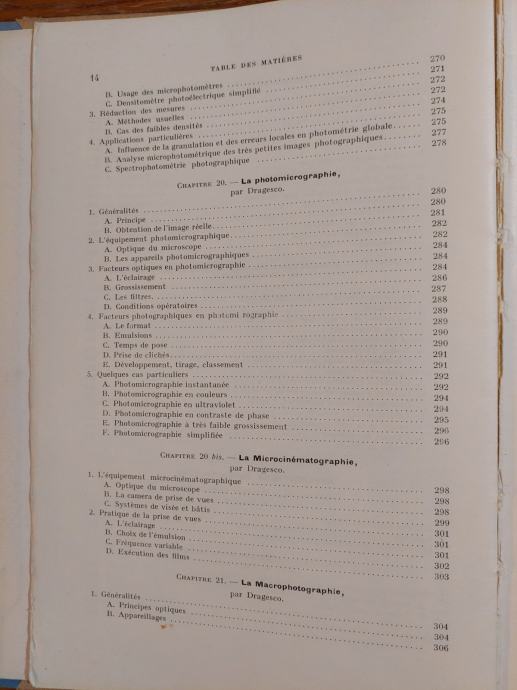 14 TABLE DES MATIÈRES
B. Usage des microphotomètres 270
C. Densitomètre photoélectrique simplifié 271
3. Réduction des mesures 272
A. Méthodes usuelles 272
B. Cas des faibles densités 274
4. Applications particulières 275
A. Influence de la granulation et des erreurs locales en photométrie globale 275
B. Analyse microphotométrique des très petites images photographiques 277
C. Spectrophotométrie photographique 278
CHAPITRE 20. — La photomicrographie,
par Dragesco.
1. Généralités 280
A. Principe 280
B. Obtention de l'image réelle 281
2. L'équipement photomicrographique 282
A. Optique du microscope 282
B. Les appareils photomicrographiques 284
3. Facteurs optiques en photomicrographie 284
A. L'éclairage 284
B. Grossissement 286
C. Les filtres 287
D. Conditions opératoires 288
4. Facteurs photographiques en photomicrographie 289
A. Le format 289
B. Emulsions 290
C. Temps de pose 290
D. Prise de clichés 291
E. Développement, tirage, classement 291
5. Quelques cas particuliers 292
A. Photomicrographie instantanée 292
B. Photomicrographie en couleurs 294
C. Photomicrographie en ultraviolet 294
D. Photomicrographie en contraste de phase 295
E. Photomicrographie à très faible grossissement 296
F. Photomicrographie simplifiée 296
CHAPITRE 20 bis. — La Microcinématographie,
par Dragesco.
1. L'équipement microcinématographique 298
A. Optique du microscope 298
B. La camera de prise de vues 298
C. Systèmes de visée et bâtis 299
2. Pratique de la prise de vues 301
A. L'éclairage 301
B. Choix de l'émulsion 301
C. Fréquence variable 302
D. Exécution des films 303
CHAPITRE 21. — La Macrophotographie,
par Dragesco.
1. Généralités 304
A. Principes optiques 304
B. Appareillages 306